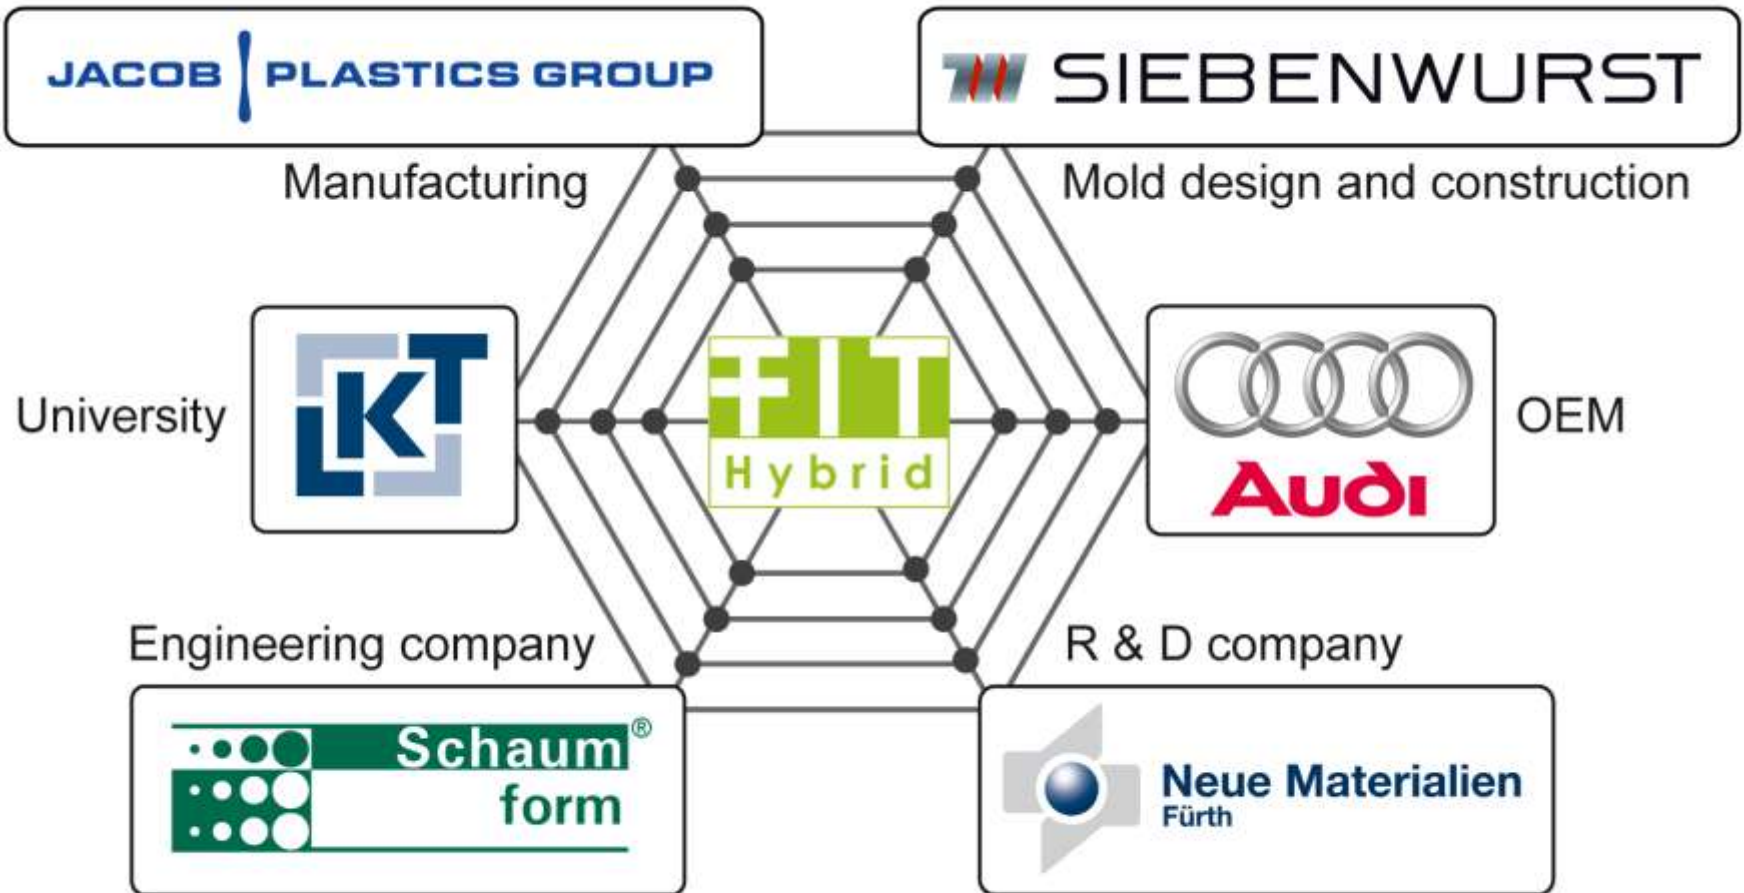 JACOB PLASTICS GROUP
SIEBENWURST
Manufacturing
Mold design and construction
University
LKT
FIT
Hybrid
Audi
OEM
Engineering company
R & D company
Schaum®
form
Neue Materialien
Fürth